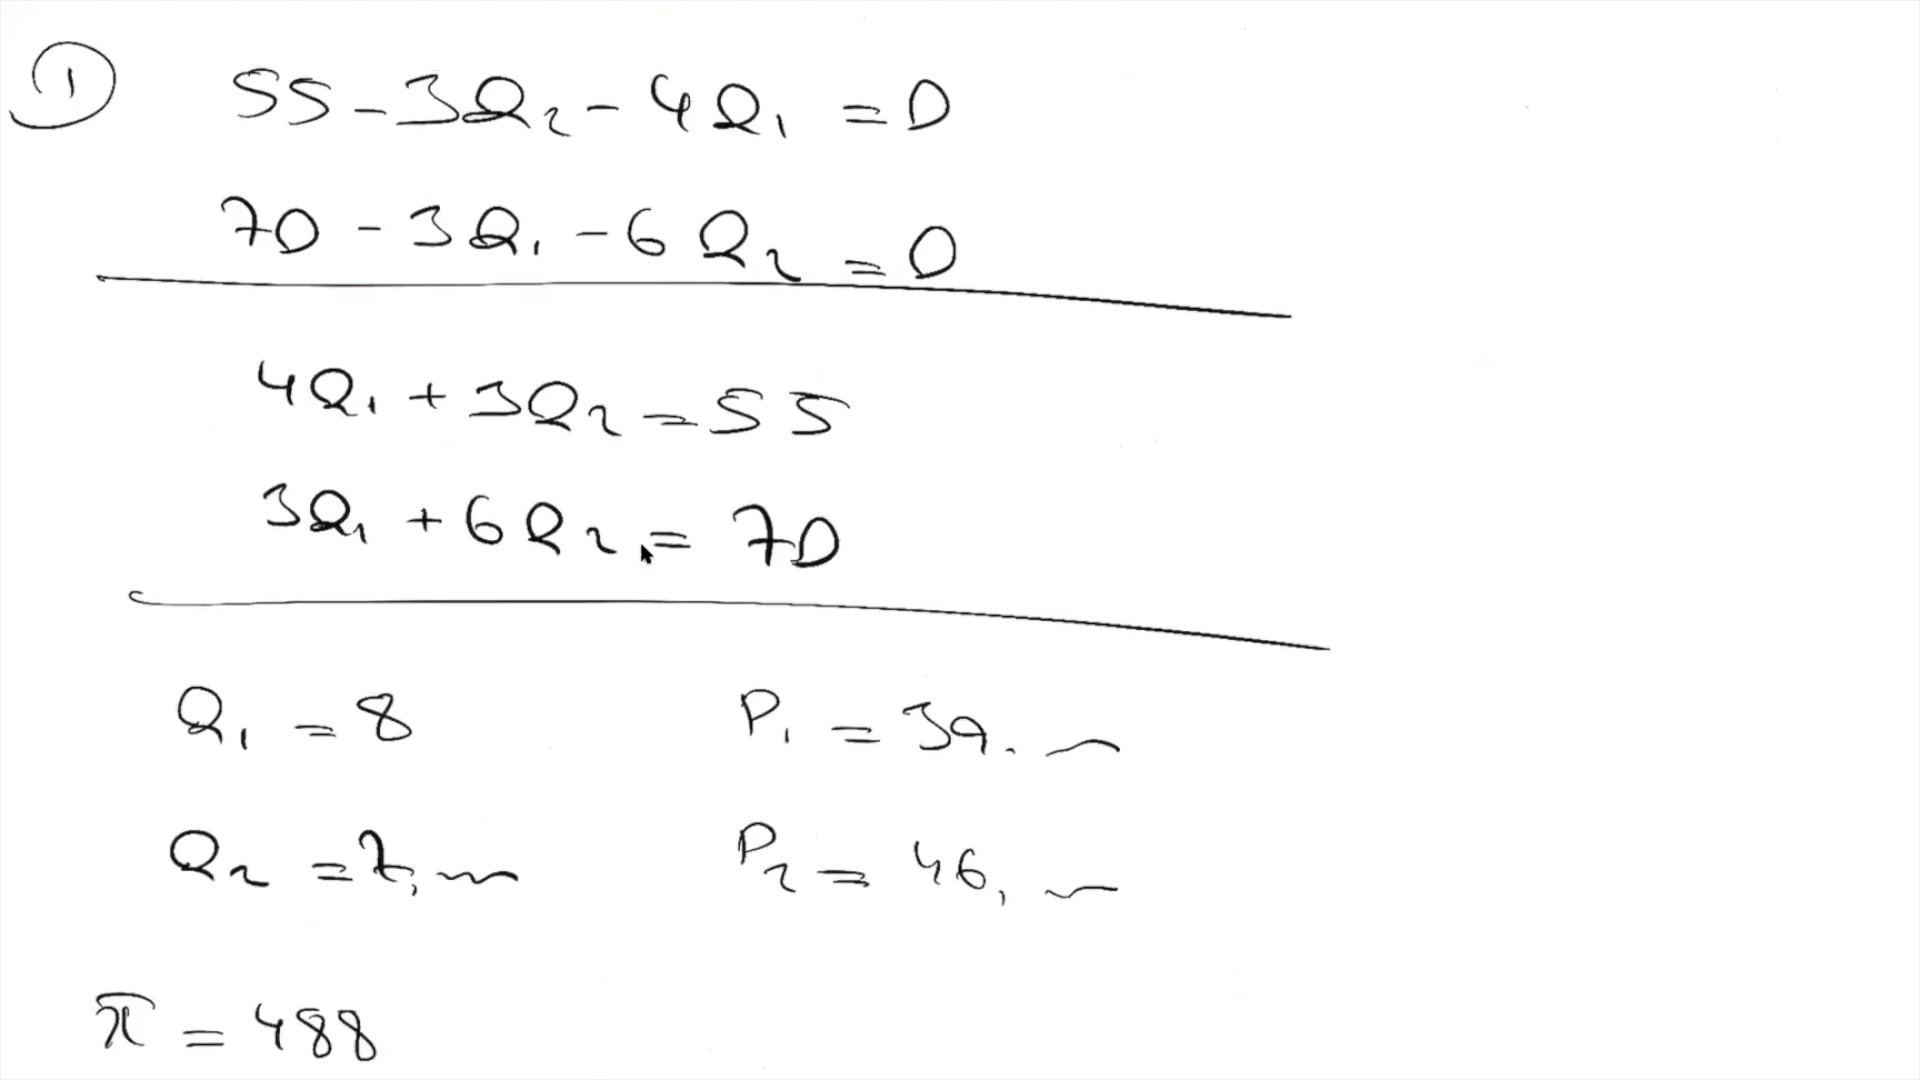 ①
55 - 3Q₂ - 4Q₁ = 0
70 - 3Q₁ - 6Q₂ = 0
4Q₁ + 3Q₂ = 55
3Q₁ + 6Q₂ = 70
Q₁ = 8 P₁ = 39.
Q₂ = 7, P₂ = 46,
π = 488